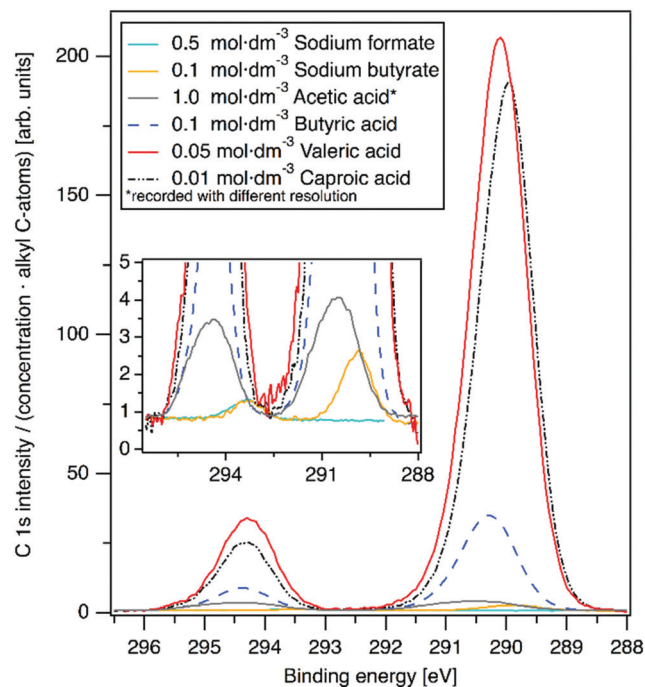 C 1s intensity / (concentration · alkyl C-atoms) [arb. units]
200
150
100
50
0
0.5 mol·dm⁻³ Sodium formate
0.1 mol·dm⁻³ Sodium butyrate
1.0 mol·dm⁻³ Acetic acid*
0.1 mol·dm⁻³ Butyric acid
0.05 mol·dm⁻³ Valeric acid
0.01 mol·dm⁻³ Caproic acid
*recorded with different resolution
5
4
3
2
1
0
294 291 288
296 295 294 293 292 291 290 289 288
Binding energy [eV]